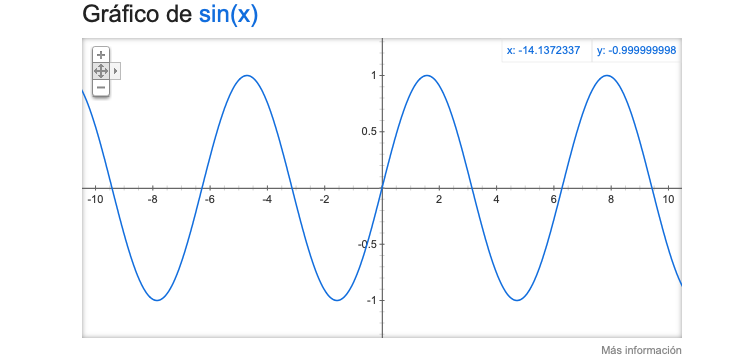 Gráfico de sin(x)
x: -14.1372337 y: -0.999999998
1
0.5
-10 -8 -6 -4 -2 2 4 6 8 10
-0.5
-1
Más información